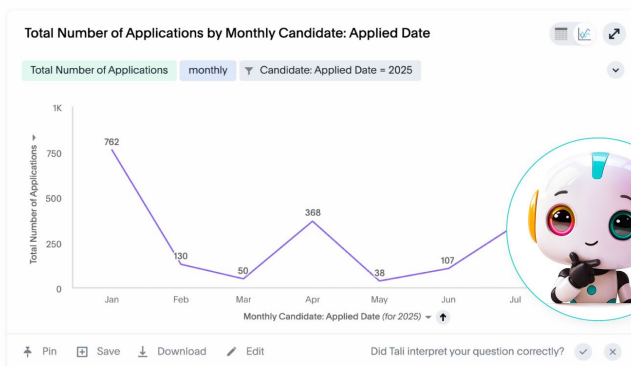 Total Number of Applications by Monthly Candidate: Applied Date
Total Number of Applications monthly Candidate: Applied Date = 2025
1K
750
500
250
0
Total Number of Applications
762
130
50
368
38
107
Jan Feb Mar Apr May Jun Jul
Monthly Candidate: Applied Date (for 2025)
Pin Save Download Edit Did Tali interpret your question correctly?